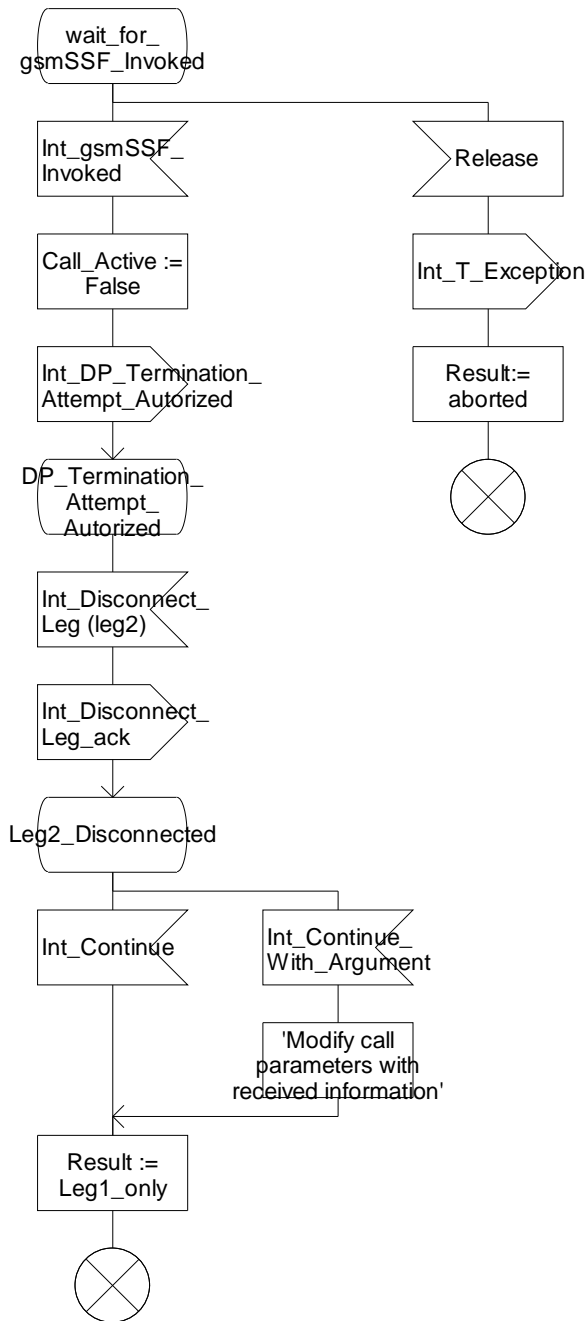 wait_for_
gsmSSF_Invoked
Int_gsmSSF_
Invoked
Release
Call_Active :=
False
Int_T_Exception
Int_DP_Termination_
Attempt_Autorized
Result:=
aborted
DP_Termination_
Attempt_
Autorized
Int_Disconnect_
Leg (leg2)
Int_Disconnect_
Leg_ack
Leg2_Disconnected
Int_Continue
Int_Continue_
With_Argument
'Modify call
parameters with
received information'
Result :=
Leg1_only